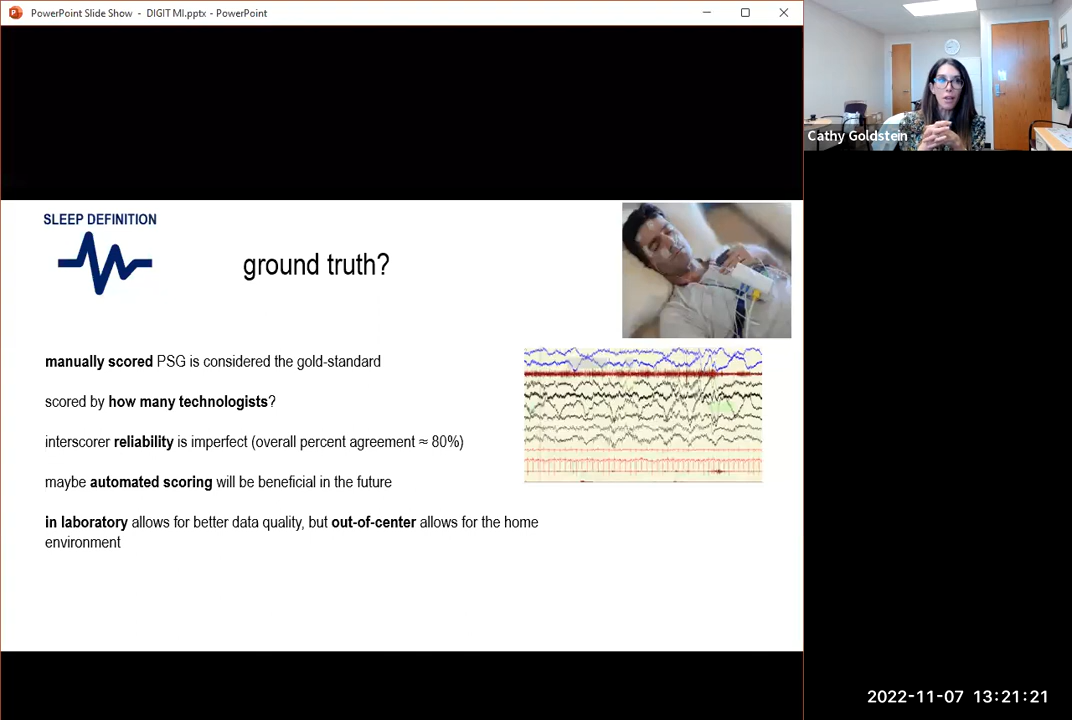 PowerPoint Slide Show - DIGIT MI.pptx - PowerPoint
Cathy Goldstein
SLEEP DEFINITION
ground truth?
manually scored PSG is considered the gold-standard
scored by how many technologists?
interscorer reliability is imperfect (overall percent agreement ≈ 80%)
maybe automated scoring will be beneficial in the future
in laboratory allows for better data quality, but out-of-center allows for the home
environment
2022-11-07 13:21:21